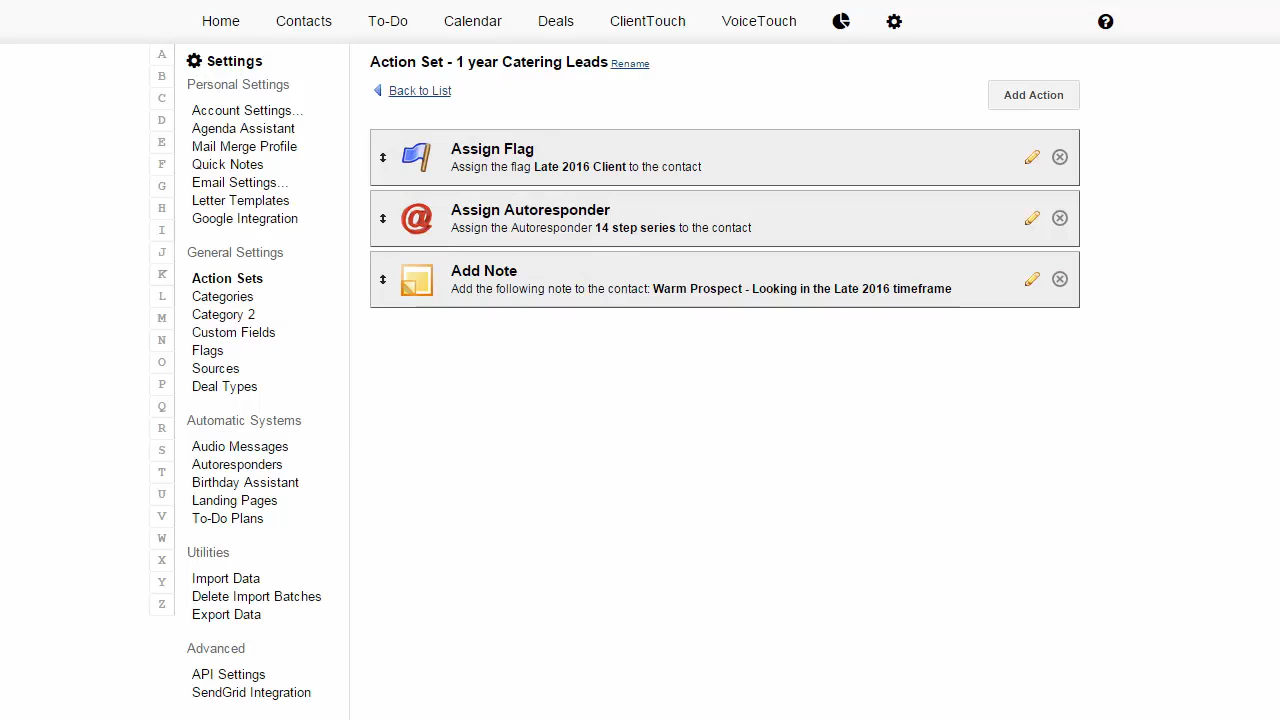 Home Contacts To-Do Calendar Deals ClientTouch VoiceTouch
A
B
C
D
E
F
G
H
I
J
K
L
M
N
O
P
Q
R
S
T
U
V
W
X
Y
Z
Settings
Personal Settings
Account Settings...
Agenda Assistant
Mail Merge Profile
Quick Notes
Email Settings...
Letter Templates
Google Integration
General Settings
Action Sets
Categories
Category 2
Custom Fields
Flags
Sources
Deal Types
Automatic Systems
Audio Messages
Autoresponders
Birthday Assistant
Landing Pages
To-Do Plans
Utilities
Import Data
Delete Import Batches
Export Data
Advanced
API Settings
SendGrid Integration
Action Set - 1 year Catering Leads Rename
Back to List
Add Action
Assign Flag
Assign the flag Late 2016 Client to the contact
Assign Autoresponder
Assign the Autoresponder 14 step series to the contact
Add Note
Add the following note to the contact: Warm Prospect - Looking in the Late 2016 timeframe